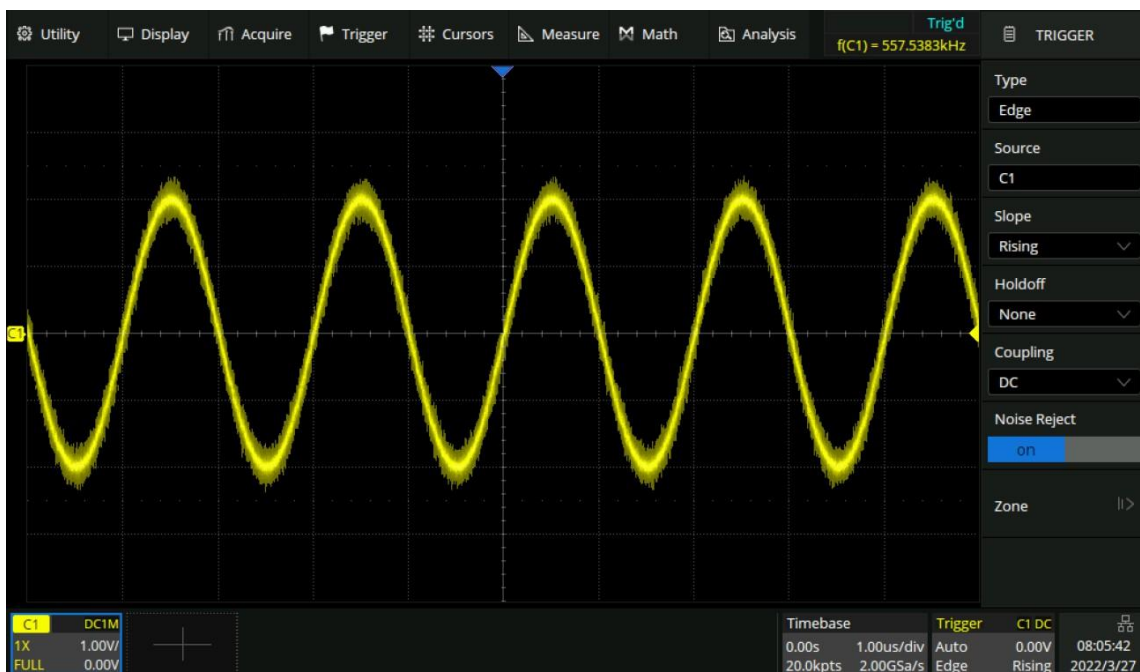 Utility Display Acquire Trigger Cursors Measure Math Analysis
Trig'd
f(C1) = 557.5383kHz
TRIGGER
Type
Edge
Source
C1
Slope
Rising
Holdoff
None
Coupling
DC
Noise Reject
on
Zone
C1
C1 DC1M
1X 1.00V/
FULL 0.00V
Timebase
0.00s 1.00us/div
20.0kpts 2.00GSa/s
Trigger C1 DC
Auto 0.00V
Edge Rising
08:05:42
2022/3/27